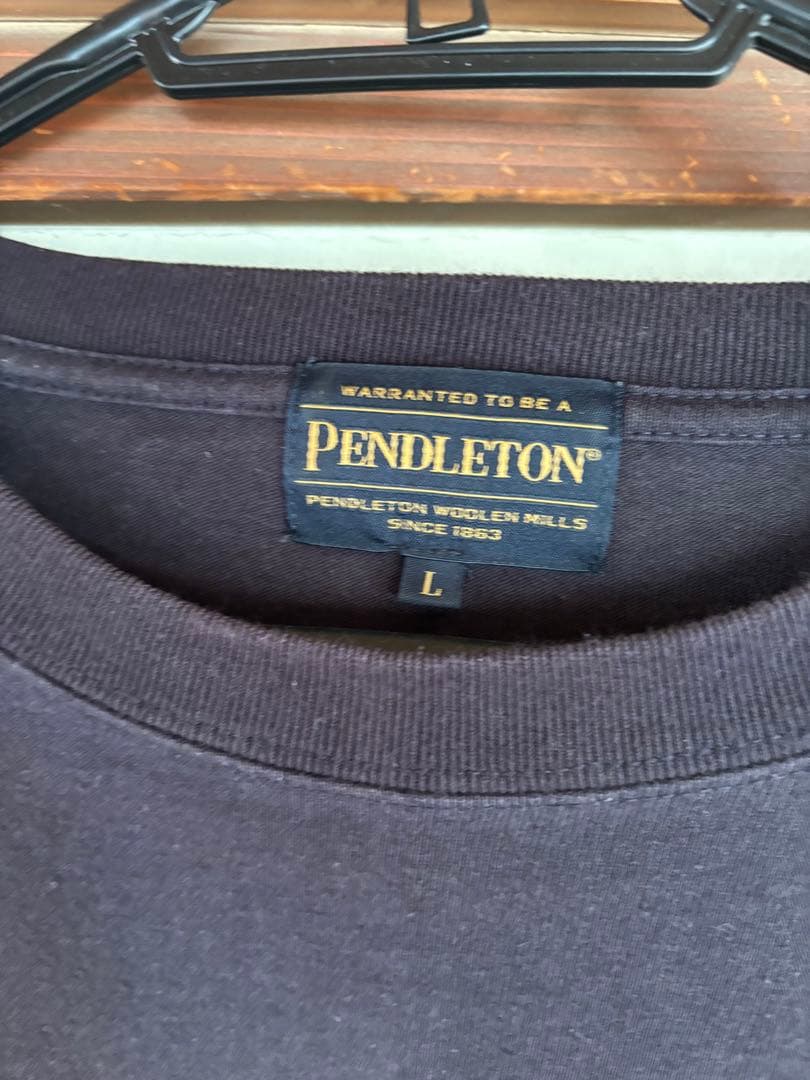 WARRANTED TO BE A
PENDLETON®
PENDLETON WOOLEN MILLS
SINCE 1863
L